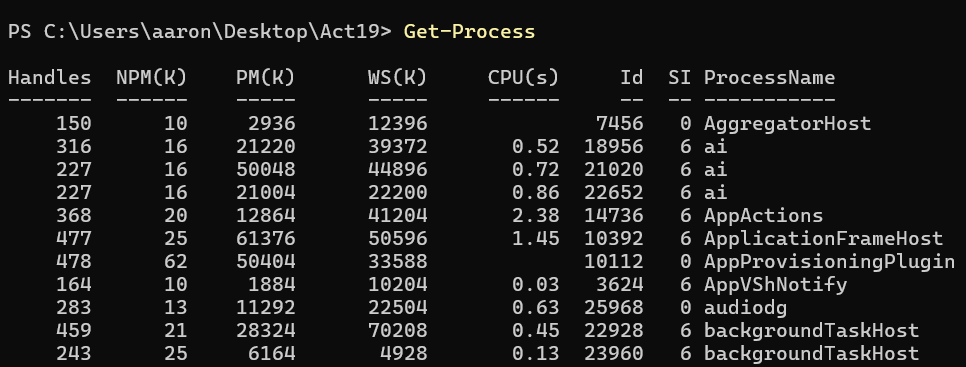 PS C:\Users\aaron\Desktop\Act19> Get-Process
Handles  NPM(K)    PM(K)      WS(K)     CPU(s)     Id  SI ProcessName
-------  ------    -----      -----     ------     --  -- -----------
    150      10     2936      12396              7456   0 AggregatorHost
    316      16    21220      39372       0.52  18956   6 ai
    227      16    50048      44896       0.72  21020   6 ai
    227      16    21004      22200       0.86  22652   6 ai
    368      20    12864      41204       2.38  14736   6 AppActions
    477      25    61376      50596       1.45  10392   6 ApplicationFrameHost
    478      62    50404      33588             10112   0 AppProvisioningPlugin
    164      10     1884      10204       0.03   3624   6 AppVShNotify
    283      13    11292      22504       0.63  25968   0 audiodg
    459      21    28324      70208       0.45  22928   6 backgroundTaskHost
    243      25     6164       4928       0.13  23960   6 backgroundTaskHost